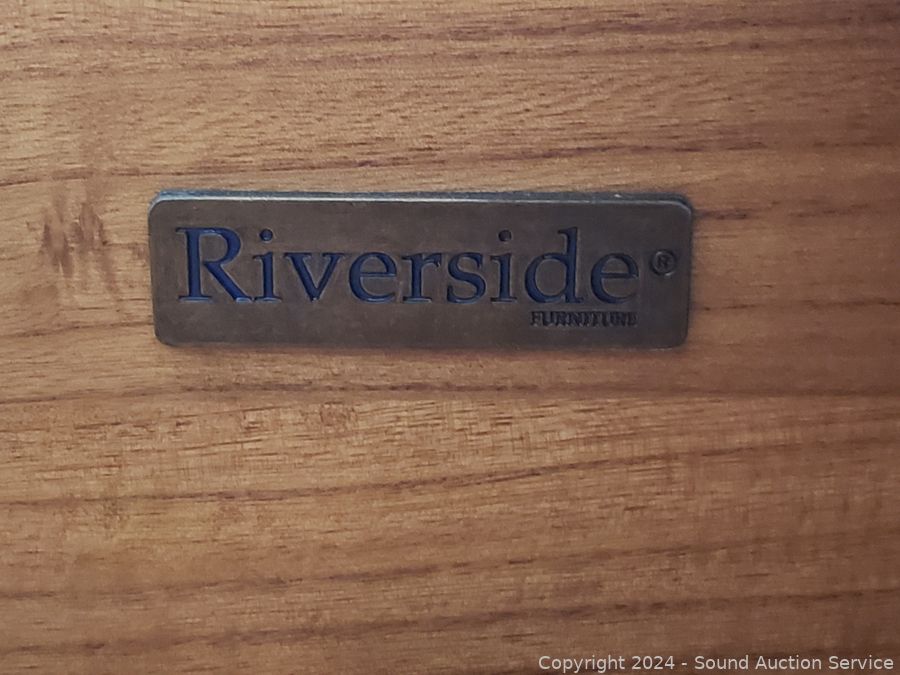 Riverside®
FURNITURE
Copyright 2024 - Sound Auction Service